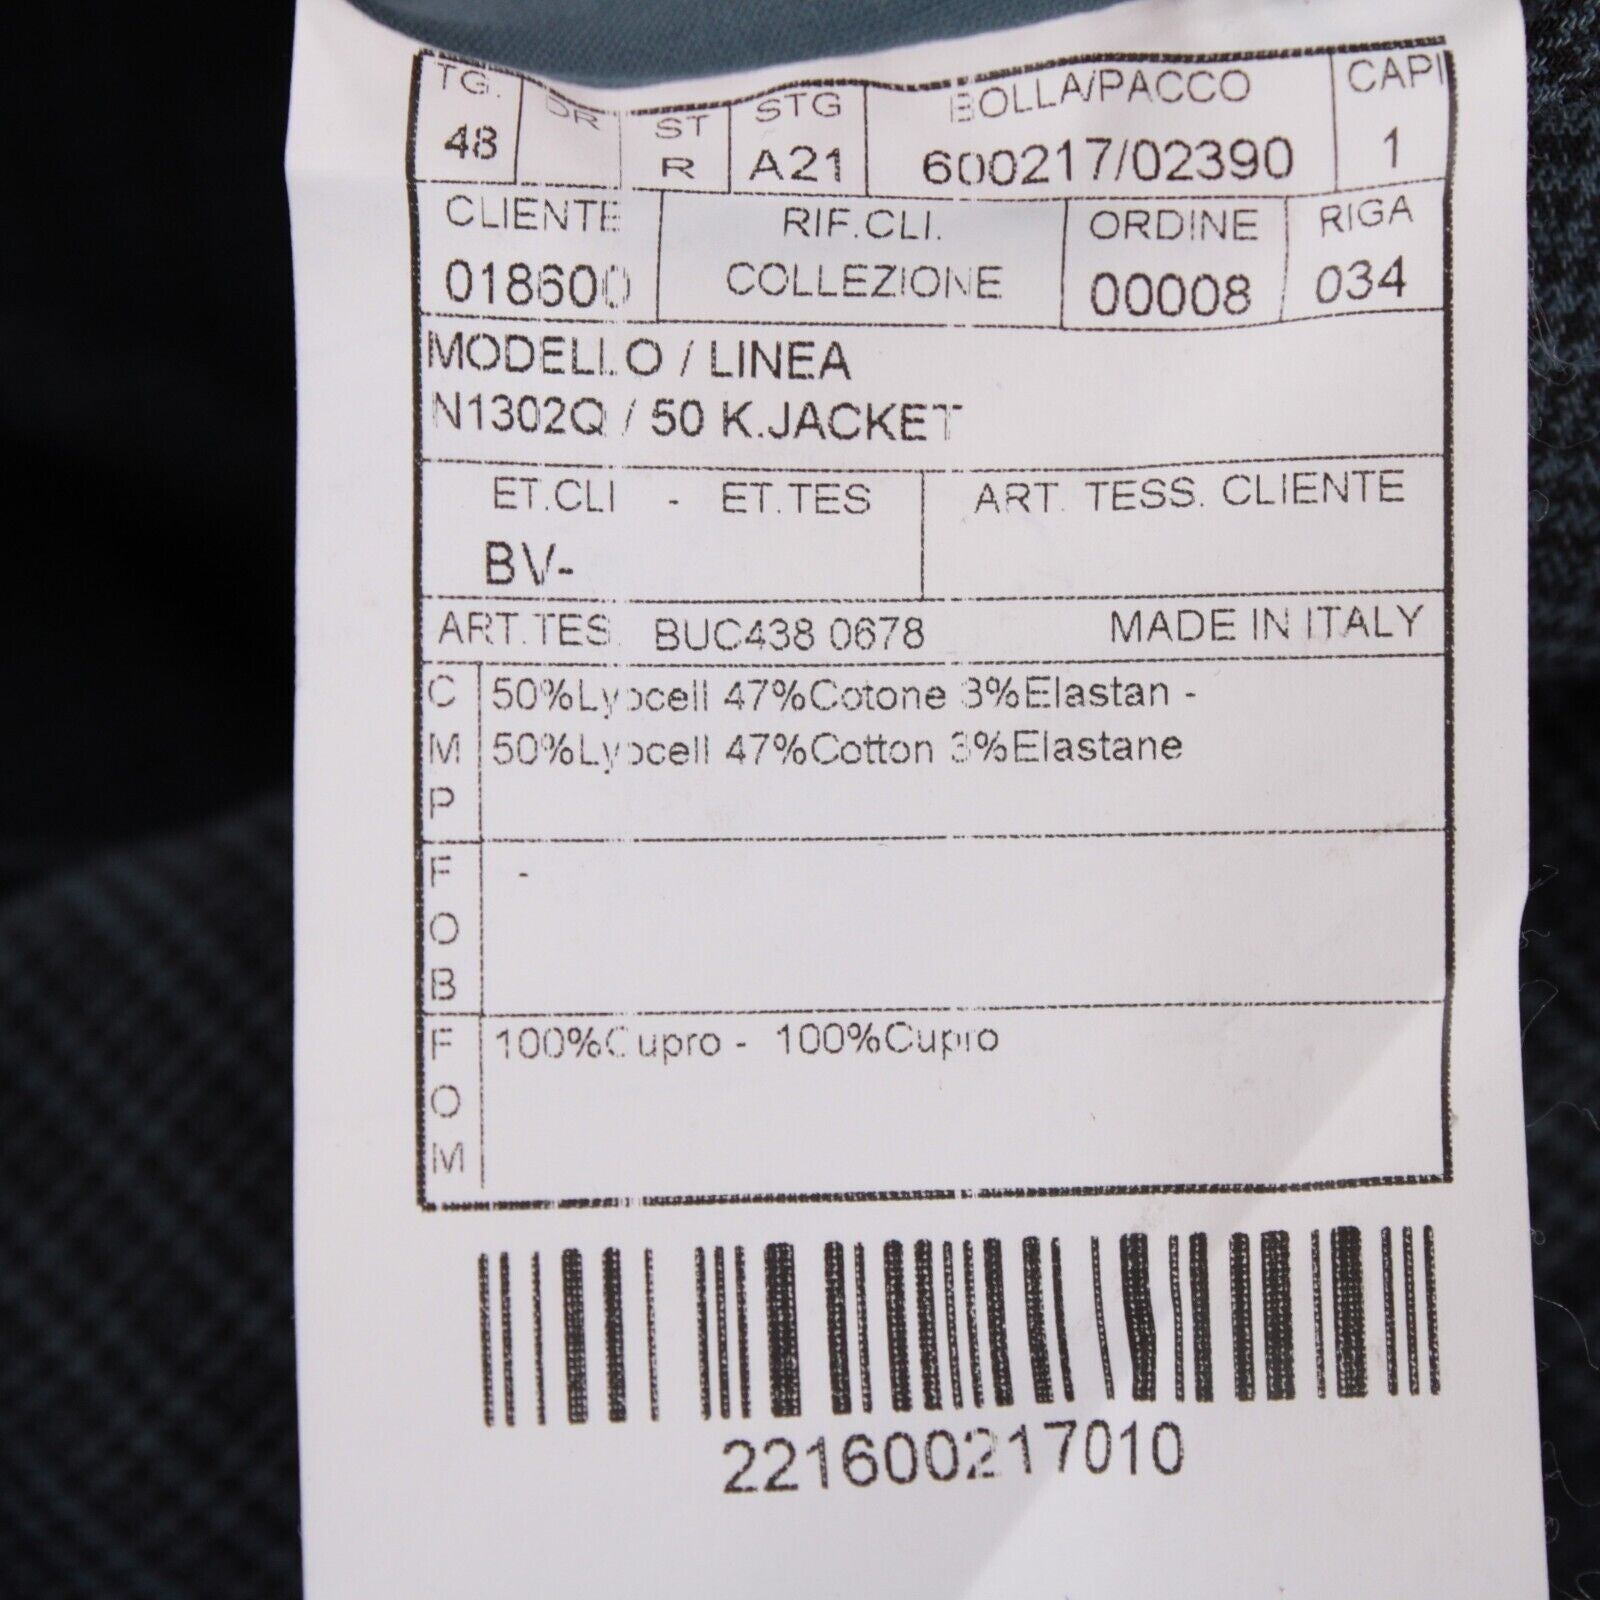 TG. DR ST STG BOLLA/PACCO CAPI
48 R A21 600217/02390 1
CLIENTE RIF.CLI. ORDINE RIGA
018600 COLLEZIONE 00008 034
MODELLO / LINEA
N1302Q / 50 K.JACKET
ET.CLI - ET.TES ART. TESS. CLIENTE
BV-
ART.TES. BUC438 0678 MADE IN ITALY
CMP 50%Lyocell 47%Cotone 3%Elastan -
50%Lyocell 47%Cotton 3%Elastane
FOB -
FOM 100%Cupro - 100%Cupro
221600217010